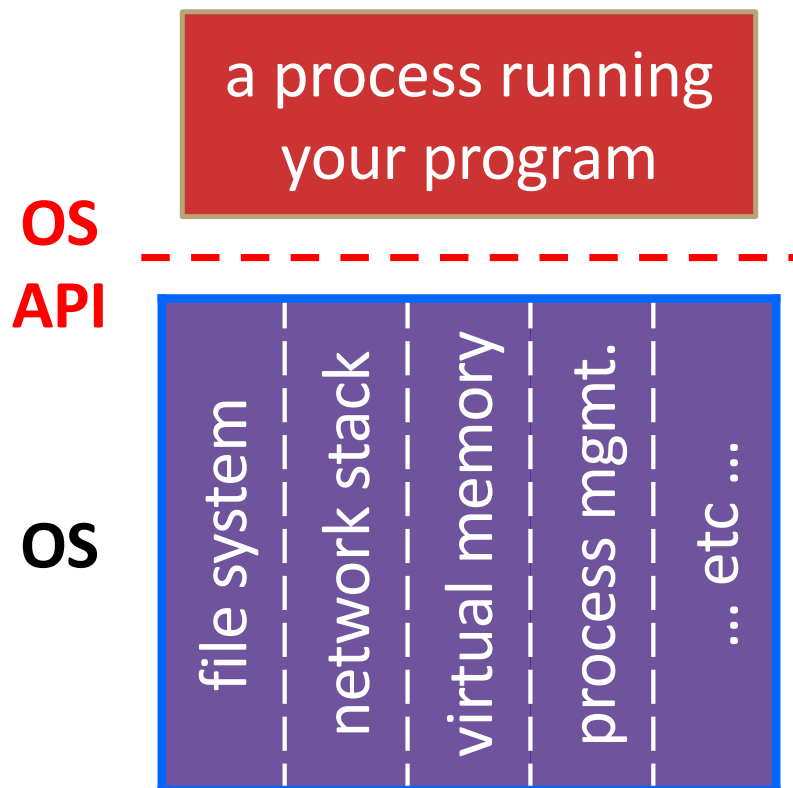 a process running
your program
OS
API
OS
file system
network stack
virtual memory
process mgmt.
... etc ...